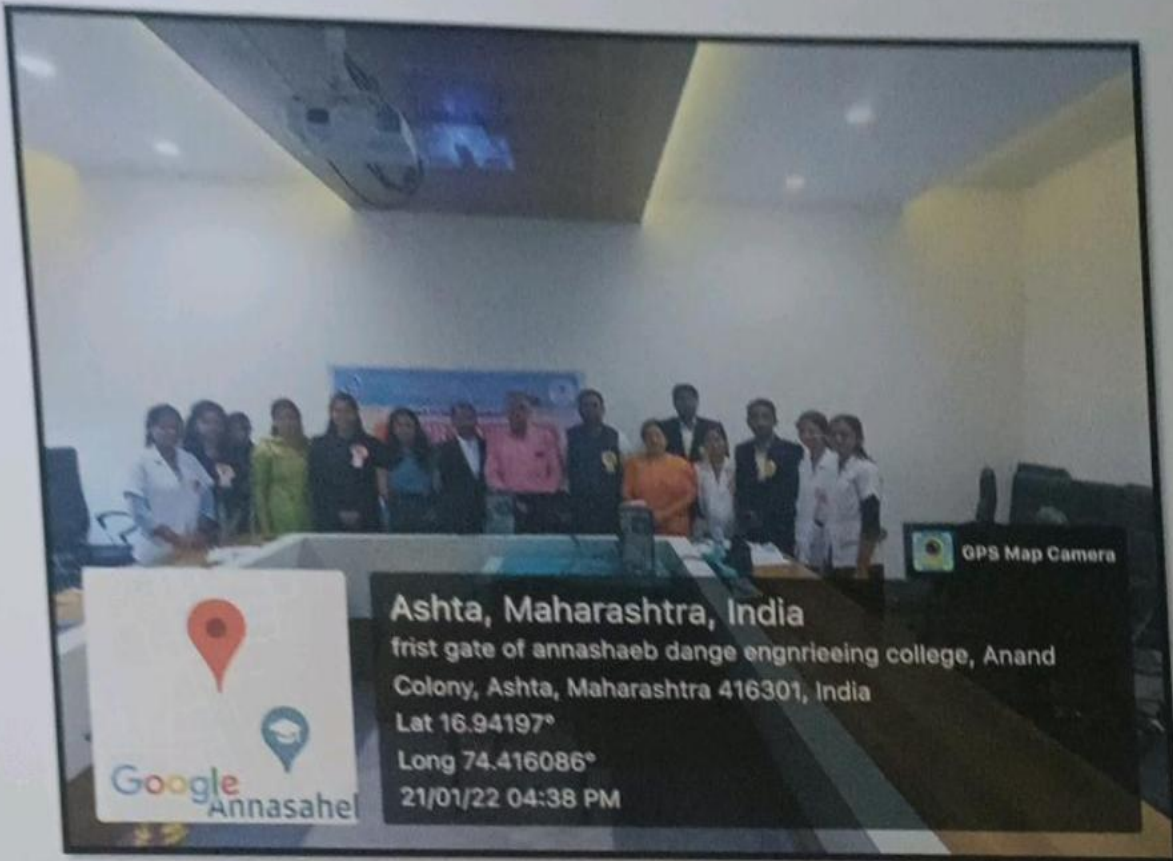 GPS Map Camera
Ashta, Maharashtra, India
frist gate of annashaeb dange engnrieeing college, Anand
Colony, Ashta, Maharashtra 416301, India
Lat 16.94197°
Long 74.416086°
21/01/22 04:38 PM
Google
Annasahel